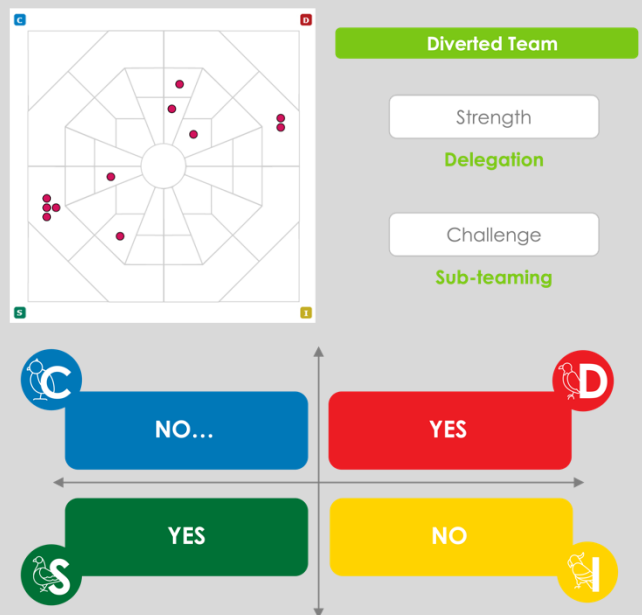 C
D
Diverted Team
Strength
Delegation
Challenge
Sub-teaming
S
I
C
D
NO...
YES
YES
NO
S
I